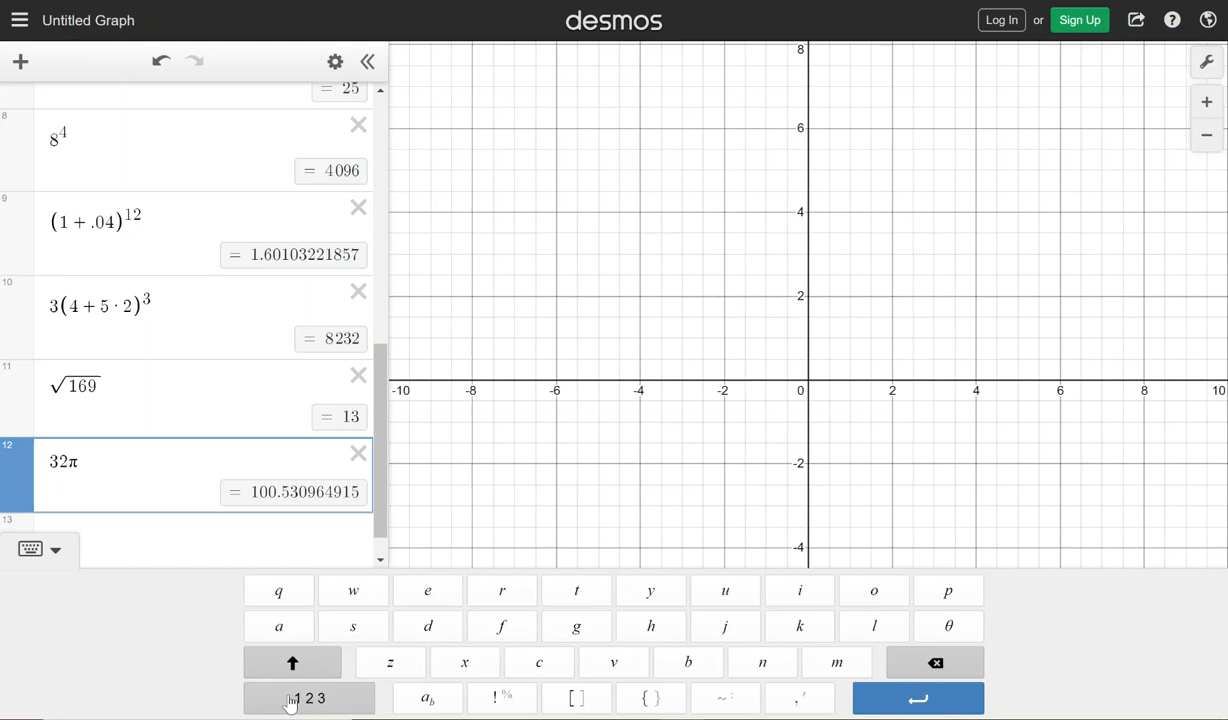 Untitled Graph
desmos
Log In or Sign Up
= 25
8
8^4
= 4096
9
(1 + .04)^12
= 1.60103221857
10
3(4 + 5 · 2)^3
= 8232
11
√169
= 13
12
32π
= 100.530964915
13
8
6
4
2
-10 -8 -6 -4 -2 0 2 4 6 8 10
-2
-4
q w e r t y u i o p
a s d f g h j k l θ
z x c v b n m
1 2 3 a_b !% [ ] { } ~: ,'